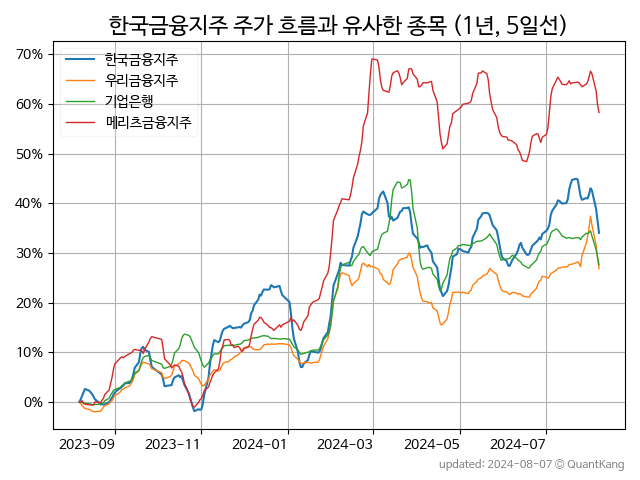 한국금융지주 주가 흐름과 유사한 종목 (1년, 5일선)
70%
60%
50%
40%
30%
20%
10%
0%
한국금융지주
우리금융지주
기업은행
메리츠금융지주
2023-09
2023-11
2024-01
2024-03
2024-05
2024-07
updated: 2024-08-07 © QuantKang